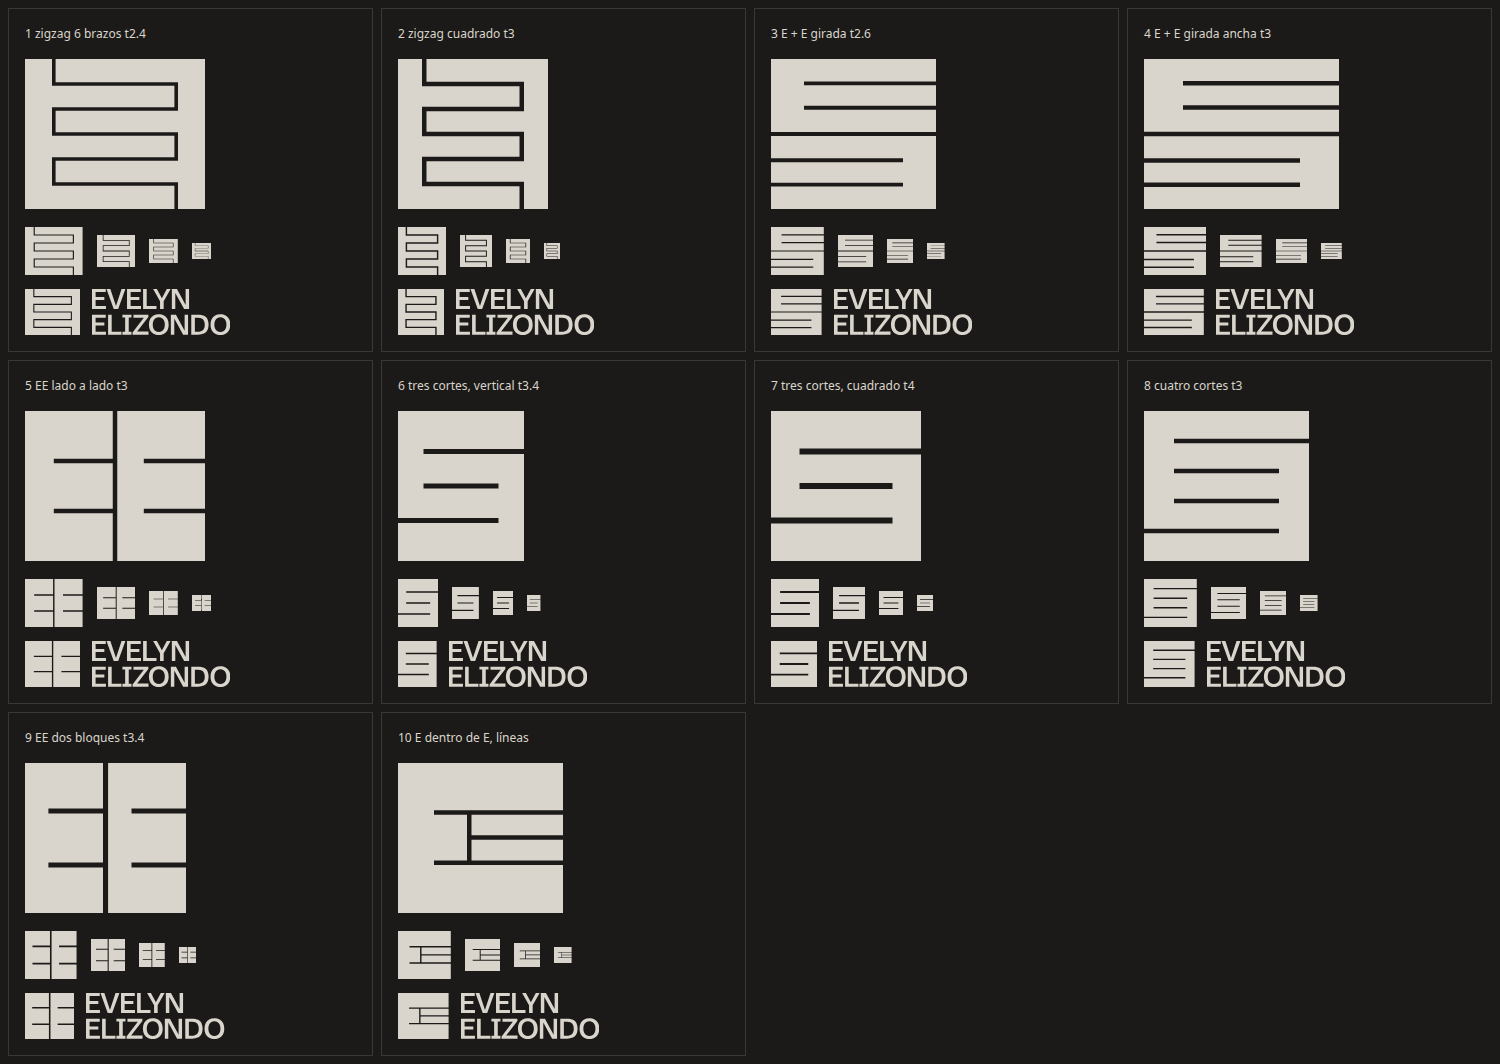 1 zigzag 6 brazos t2.4
EVELYN
ELIZONDO
2 zigzag cuadrado t3
EVELYN
ELIZONDO
3 E + E girada t2.6
EVELYN
ELIZONDO
4 E + E girada ancha t3
EVELYN
ELIZONDO
5 EE lado a lado t3
EVELYN
ELIZONDO
6 tres cortes, vertical t3.4
EVELYN
ELIZONDO
7 tres cortes, cuadrado t4
EVELYN
ELIZONDO
8 cuatro cortes t3
EVELYN
ELIZONDO
9 EE dos bloques t3.4
EVELYN
ELIZONDO
10 E dentro de E, líneas
EVELYN
ELIZONDO